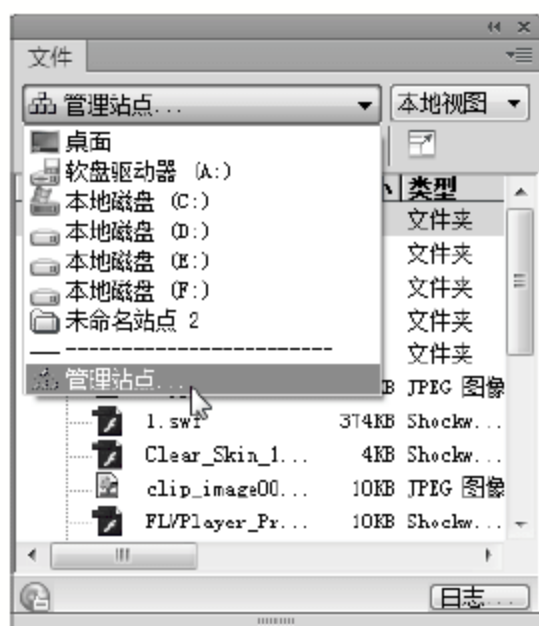 文件
管理站点... 本地视图
桌面
软盘驱动器 (A:)
本地磁盘 (C:)
本地磁盘 (D:)
本地磁盘 (E:)
本地磁盘 (F:)
未命名站点 2
管理站点...
类型
文件夹
文件夹
文件夹
文件夹
文件夹
B JPEG 图像
1.swf 374KB Shockw...
Clear_Skin_1... 4KB Shockw...
clip_image00... 10KB JPEG 图像
FLVPlayer_Pr... 10KB Shockw...
日志...